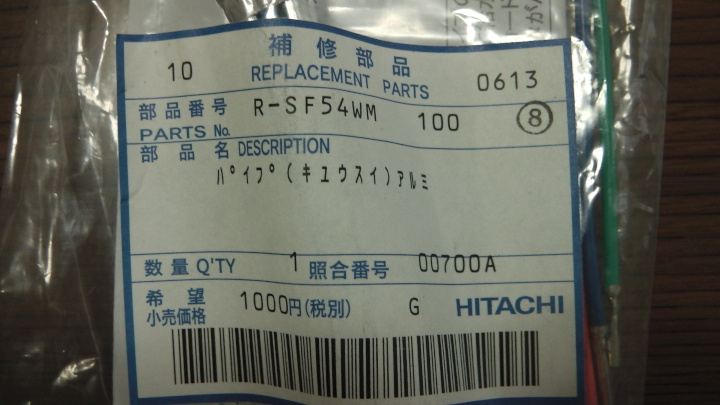 補修部品
10 REPLACEMENT PARTS 0613
部品番号 R-SF54WM 100 ⑧
PARTS No.
部品名 DESCRIPTION
ﾊﾟｲﾌﾟ(ｷﾕｳｽｲ)ｱﾙﾐ
数量 Q'TY 1 照合番号 00700A
希望 1000円(税別) G HITACHI
小売価格